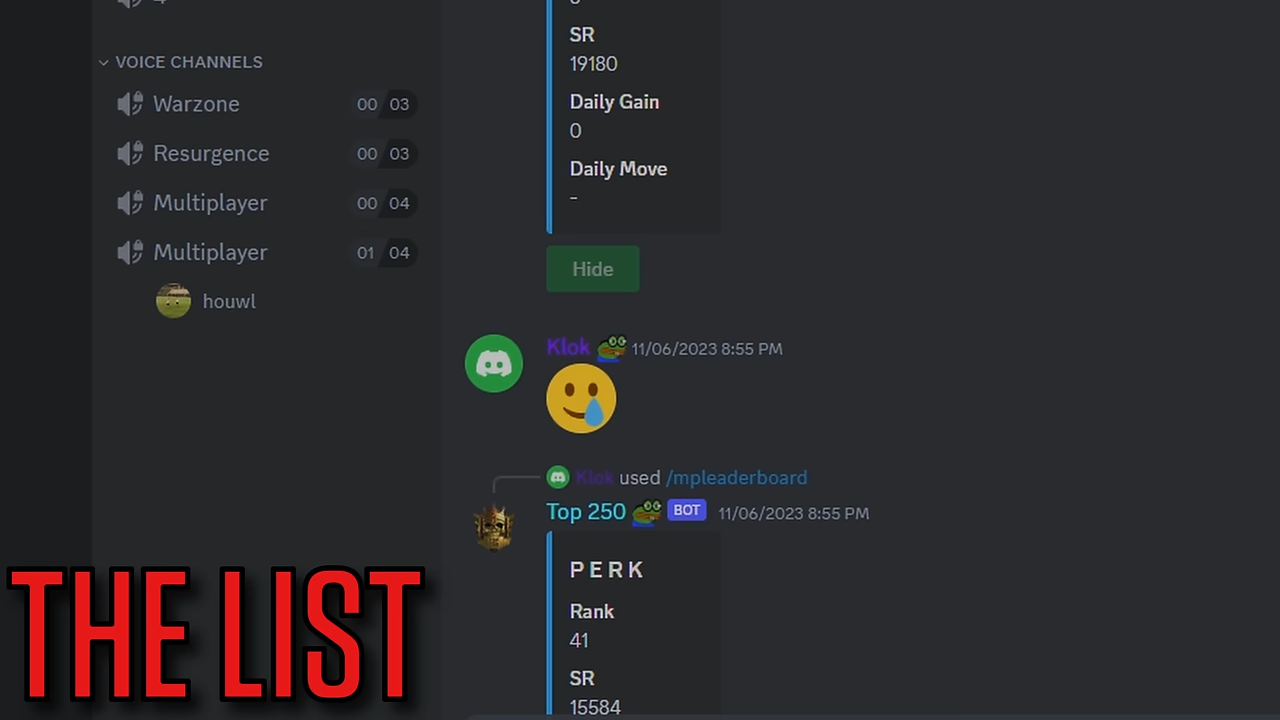 VOICE CHANNELS
Warzone 00 03
Resurgence 00 03
Multiplayer 00 04
Multiplayer 01 04
houwl
SR
19180
Daily Gain
0
Daily Move
-
Hide
Klok 11/06/2023 8:55 PM
Klok used /mpleaderboard
Top 250 BOT 11/06/2023 8:55 PM
P E R K
Rank
41
SR
15584
THE LIST